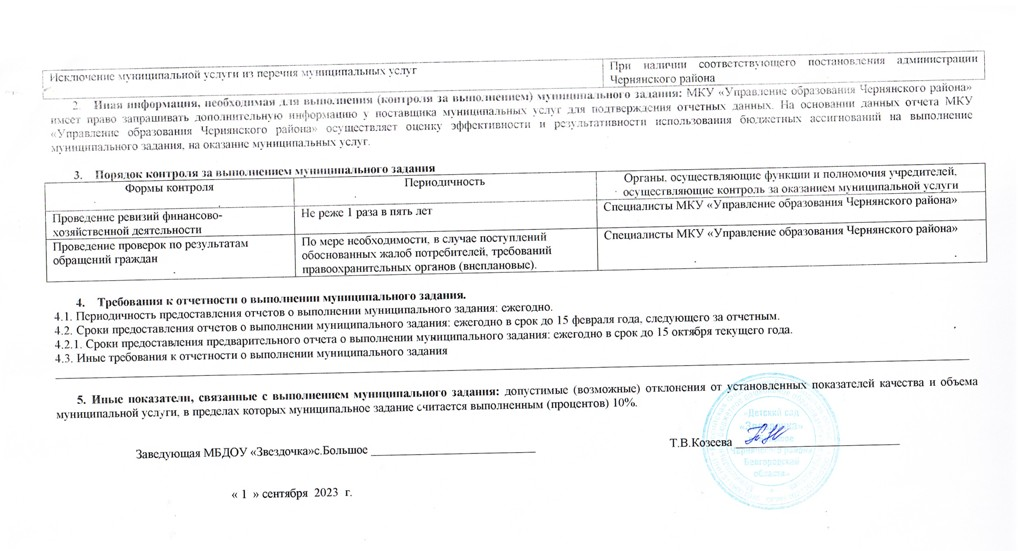 Исключение муниципальной услуги из перечня муниципальных услуг
При наличии соответствующего постановления администрации
Чернянского района
2. Иная информация, необходимая для выполнения (контроля за выполнением) муниципального задания: МКУ «Управление образования Чернянского района»
имеет право запрашивать дополнительную информацию у поставщика муниципальных услуг для подтверждения отчетных данных. На основании данных отчета МКУ
«Управление образования Чернянского района» осуществляет оценку эффективности и результативности использования бюджетных ассигнований на выполнение
муниципального задания, на оказание муниципальных услуг.
3. Порядок контроля за выполнением муниципального задания
Формы контроля
Периодичность
Органы, осуществляющие функции и полномочия учредителей,
осуществляющие контроль за оказанием муниципальной услуги
Проведение ревизий финансово-
хозяйственной деятельности
Не реже 1 раза в пять лет
Специалисты МКУ «Управление образования Чернянского района»
Проведение проверок по результатам
обращений граждан
По мере необходимости, в случае поступлений
обоснованных жалоб потребителей, требований
правоохранительных органов (внеплановые).
Специалисты МКУ «Управление образования Чернянского района»
4. Требования к отчетности о выполнении муниципального задания.
4.1. Периодичность предоставления отчетов о выполнении муниципального задания: ежегодно.
4.2. Сроки предоставления отчетов о выполнении муниципального задания: ежегодно в срок до 15 февраля года, следующего за отчетным.
4.2.1. Сроки предоставления предварительного отчета о выполнении муниципального задания: ежегодно в срок до 15 октября текущего года.
4.3. Иные требования к отчетности о выполнении муниципального задания
5. Иные показатели, связанные с выполнением муниципального задания: допустимые (возможные) отклонения от установленных показателей качества и объема
муниципальной услуги, в пределах которых муниципальное задание считается выполненным (процентов) 10%.
Заведующая МБДОУ «Звездочка»с.Большое
Т.В.Козеева
«Детский сад
Белгородской
области»
« 1 » сентября 2023 г.